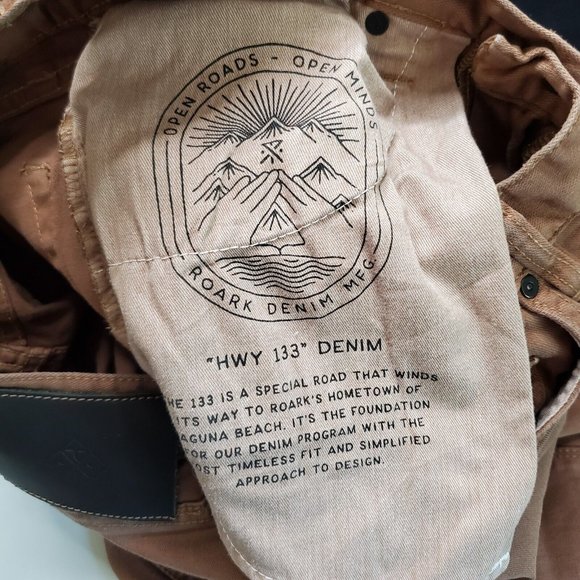 OPEN ROADS - OPEN MINDS
ROARK DENIM MFG.
"HWY 133" DENIM
HE 133 IS A SPECIAL ROAD THAT WINDS
ITS WAY TO ROARK'S HOMETOWN OF
AGUNA BEACH. IT'S THE FOUNDATION
FOR OUR DENIM PROGRAM WITH THE
OST TIMELESS FIT AND SIMPLIFIED
APPROACH TO DESIGN.